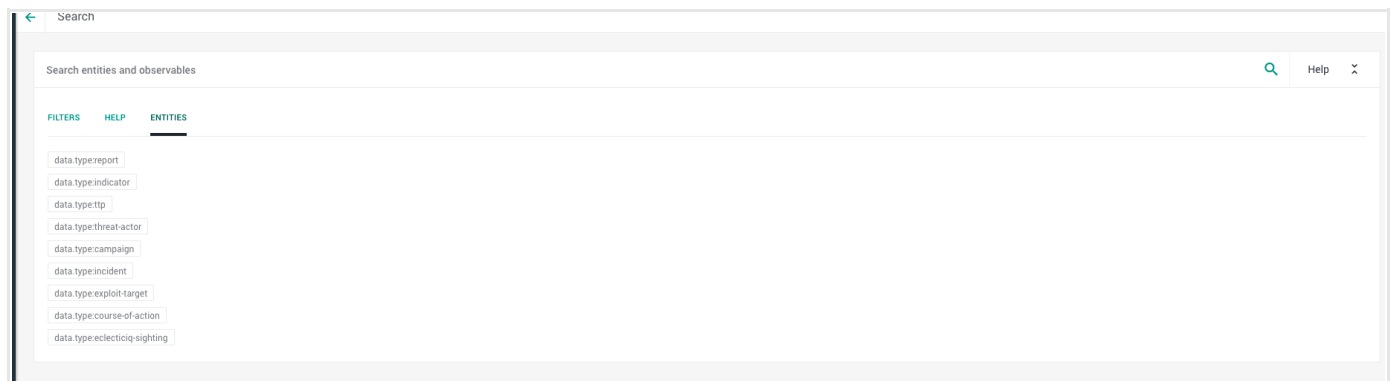 Search
Search entities and observables
Help
FILTERS HELP ENTITIES
data.type:report
data.type:indicator
data.type:ttp
data.type:threat-actor
data.type:campaign
data.type:incident
data.type:exploit-target
data.type:course-of-action
data.type:eclecticiq-sighting